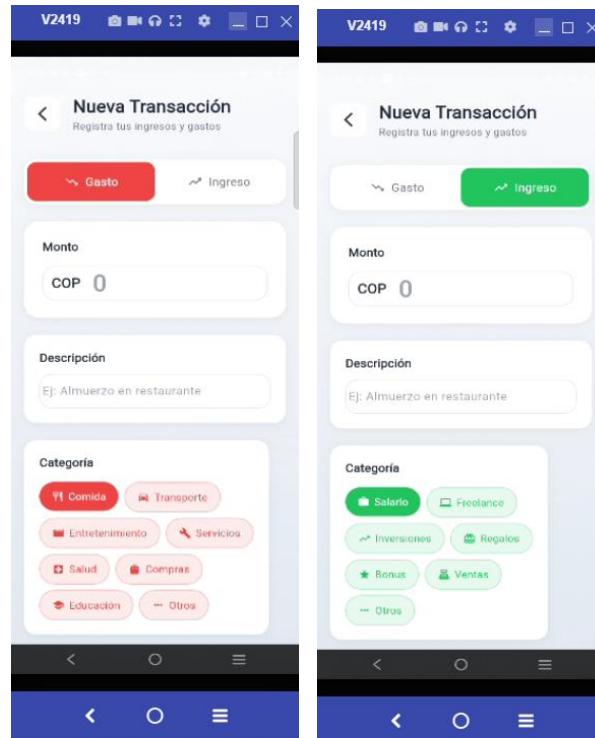 V2419
Nueva Transacción
Registra tus ingresos y gastos
Gasto
Ingreso
Monto
COP 0
Descripción
Ej: Almuerzo en restaurante
Categoría
Comida
Transporte
Entretenimiento
Servicios
Salud
Compras
Educación
Otros
V2419
Nueva Transacción
Registra tus ingresos y gastos
Gasto
Ingreso
Monto
COP 0
Descripción
Ej: Almuerzo en restaurante
Categoría
Salario
Freelance
Inversiones
Regalos
Bonus
Ventas
Otros